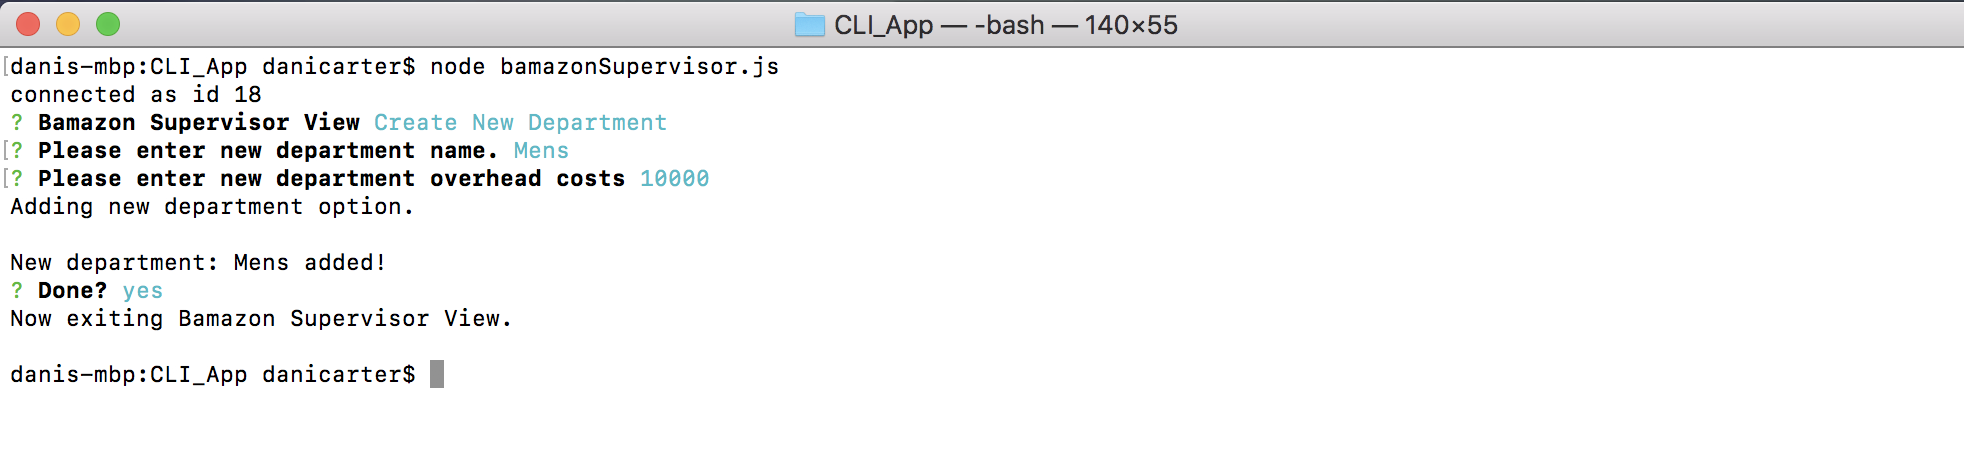 CLI_App — -bash — 140×55
danis-mbp:CLI_App danicarter$ node bamazonSupervisor.js
connected as id 18
? Bamazon Supervisor View Create New Department
? Please enter new department name. Mens
? Please enter new department overhead costs 10000
Adding new department option.
New department: Mens added!
? Done? yes
Now exiting Bamazon Supervisor View.
danis-mbp:CLI_App danicarter$